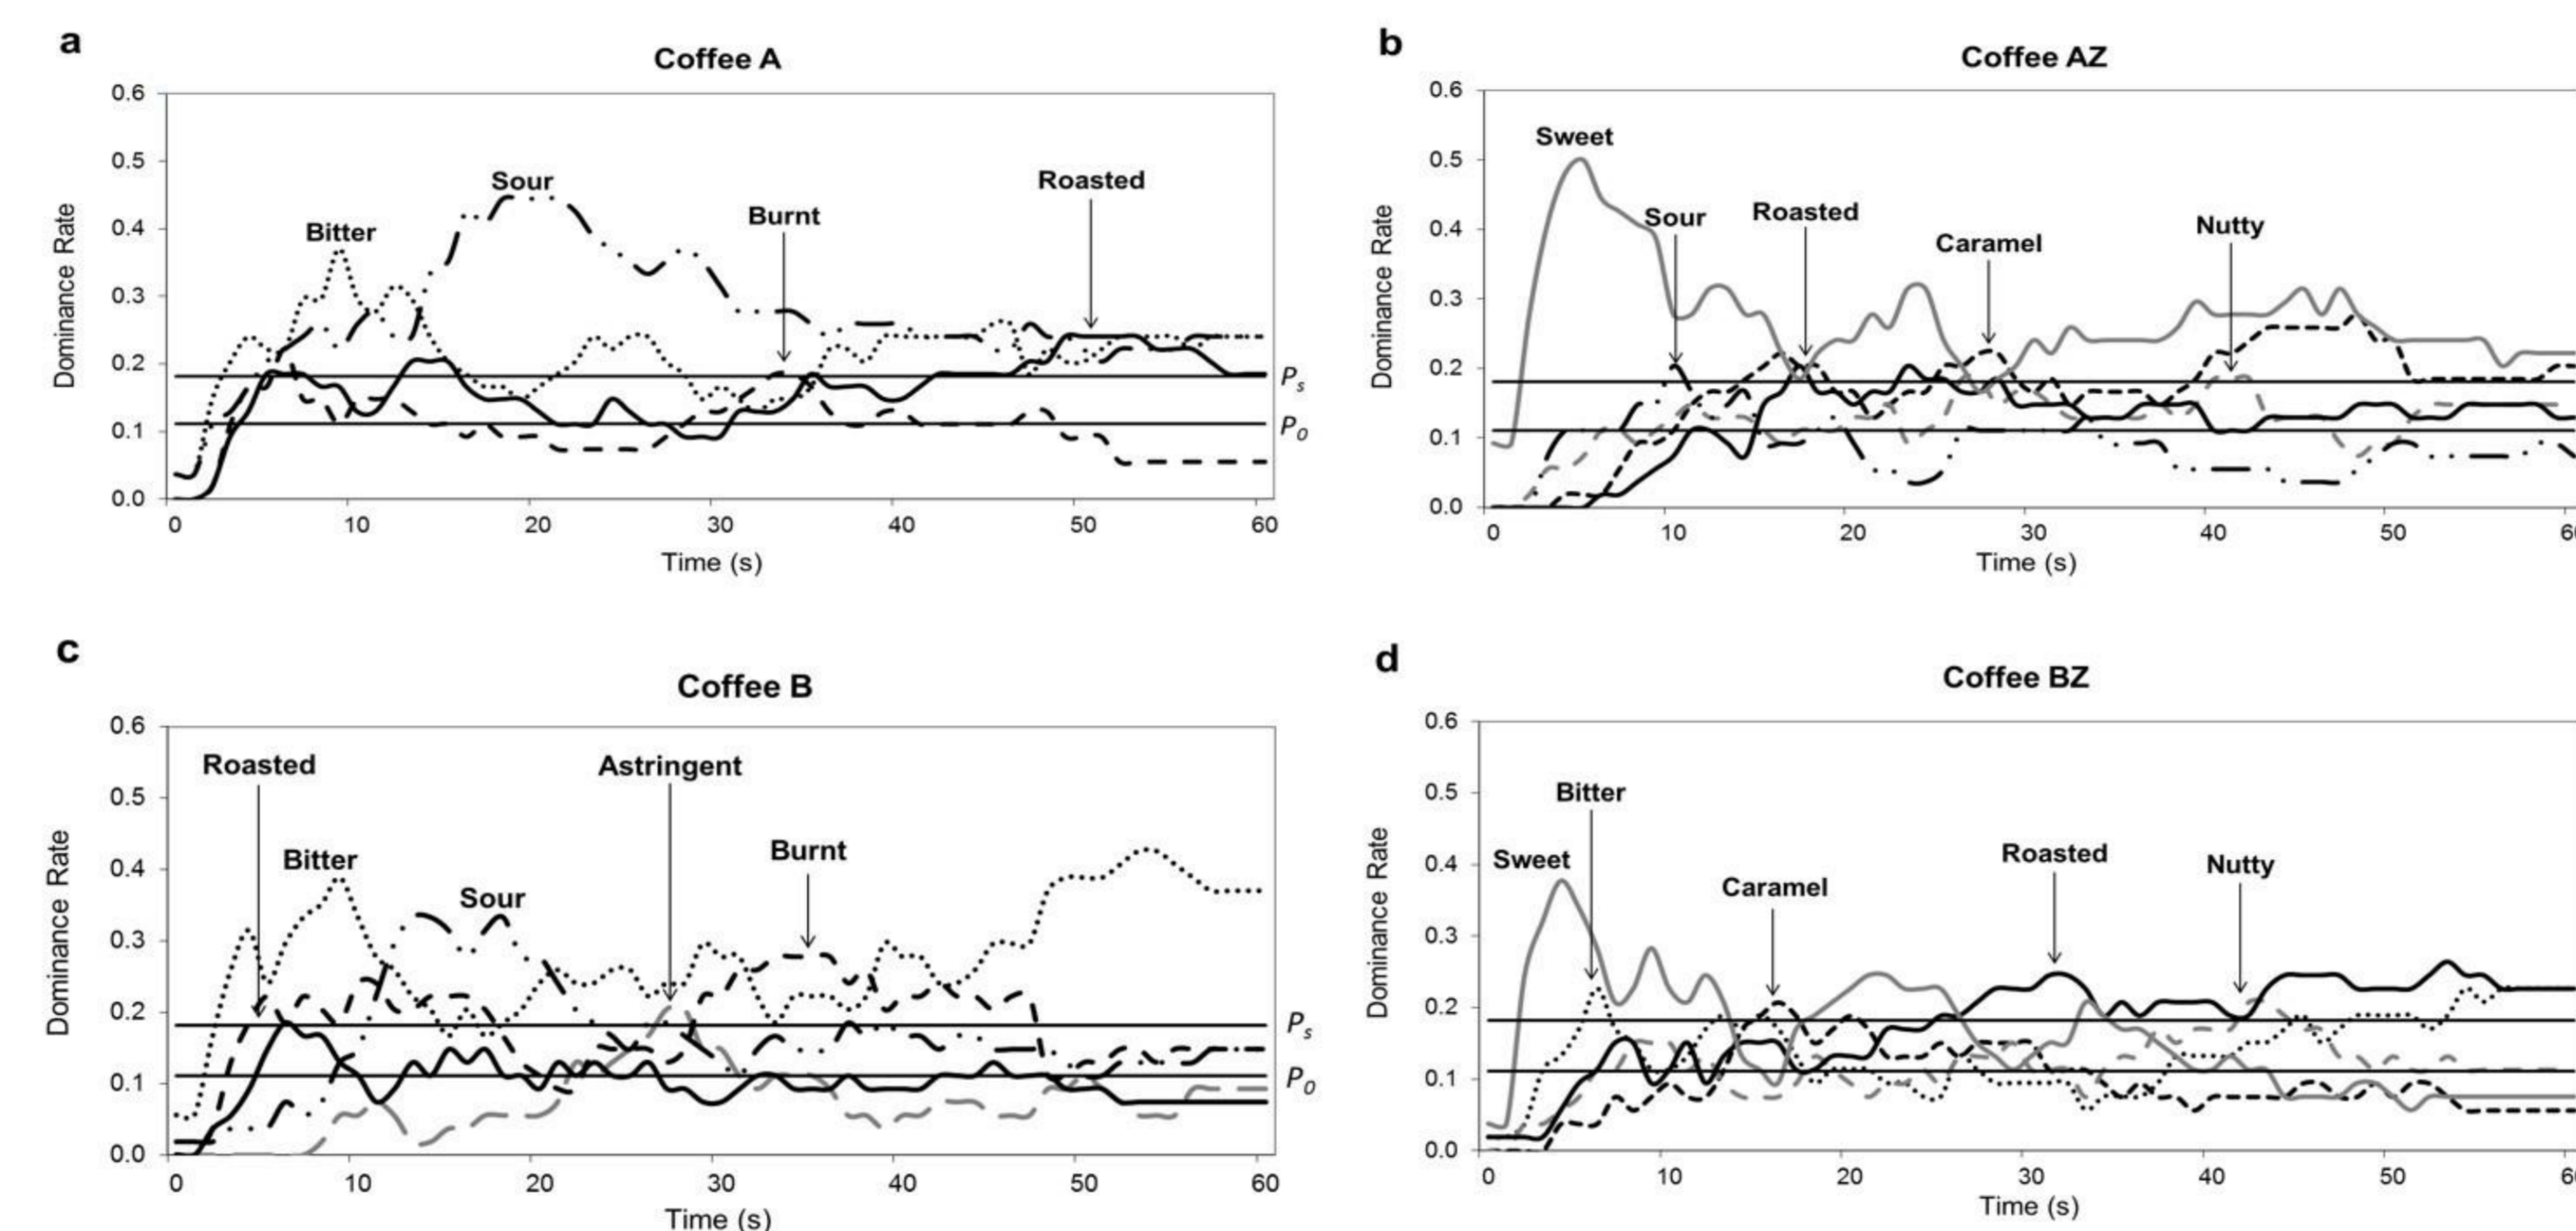 a
Coffee A
0.6
0.5
0.4
0.3
0.2
0.1
0.0
Dominance Rate
Bitter
Sour
Burnt
Roasted
Ps
P0
0 10 20 30 40 50 60
Time (s)
b
Coffee AZ
0.6
0.5
0.4
0.3
0.2
0.1
0.0
Dominance Rate
Sweet
Sour
Roasted
Caramel
Nutty
0 10 20 30 40 50
Time (s)
c
Coffee B
0.6
0.5
0.4
0.3
0.2
0.1
0.0
Dominance Rate
Roasted
Astringent
Bitter
Burnt
Sour
Ps
P0
0 10 20 30 40 50 60
Time (s)
d
Coffee BZ
0.6
0.5
0.4
0.3
0.2
0.1
0.0
Dominance Rate
Bitter
Sweet
Caramel
Roasted
Nutty
0 10 20 30 40 50
Time (s)